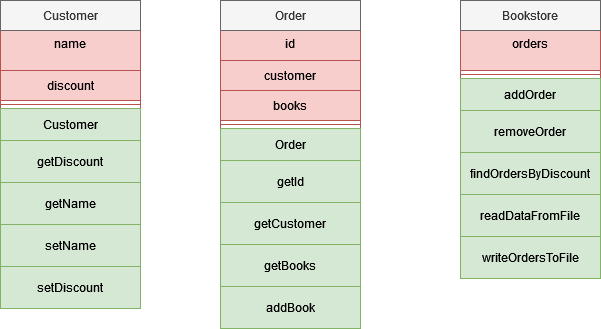 Customer
name
discount
Customer
getDiscount
getName
setName
setDiscount
Order
id
customer
books
Order
getId
getCustomer
getBooks
addBook
Bookstore
orders
addOrder
removeOrder
findOrdersByDiscount
readDataFromFile
writeOrdersToFile